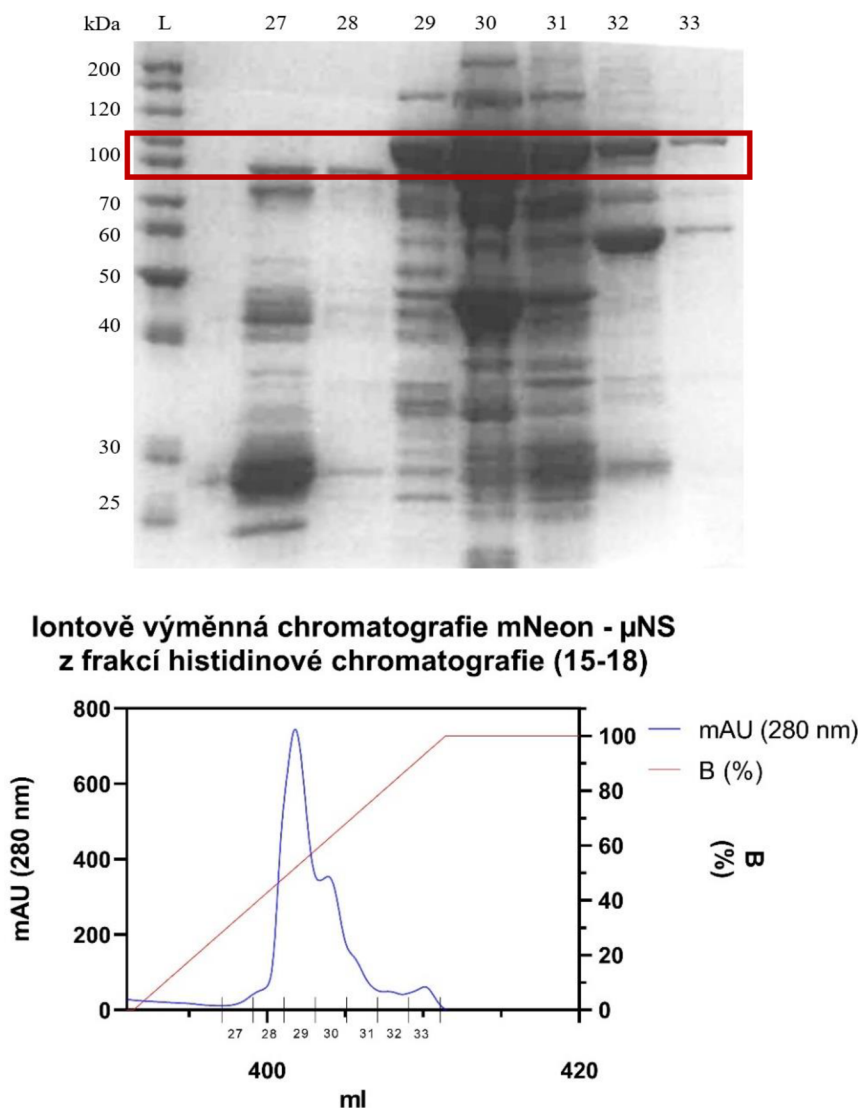 kDa L 27 28 29 30 31 32 33
200
120
100
70
60
50
40
30
25
Iontově výměnná chromatografie mNeon - µNS
z frakcí histidinové chromatografie (15-18)
mAU (280 nm)
800
600
400
200
0
100
80
60
40
20
0
B
(%)
mAU (280 nm)
B (%)
27 28 29 30 31 32 33
400 420
ml